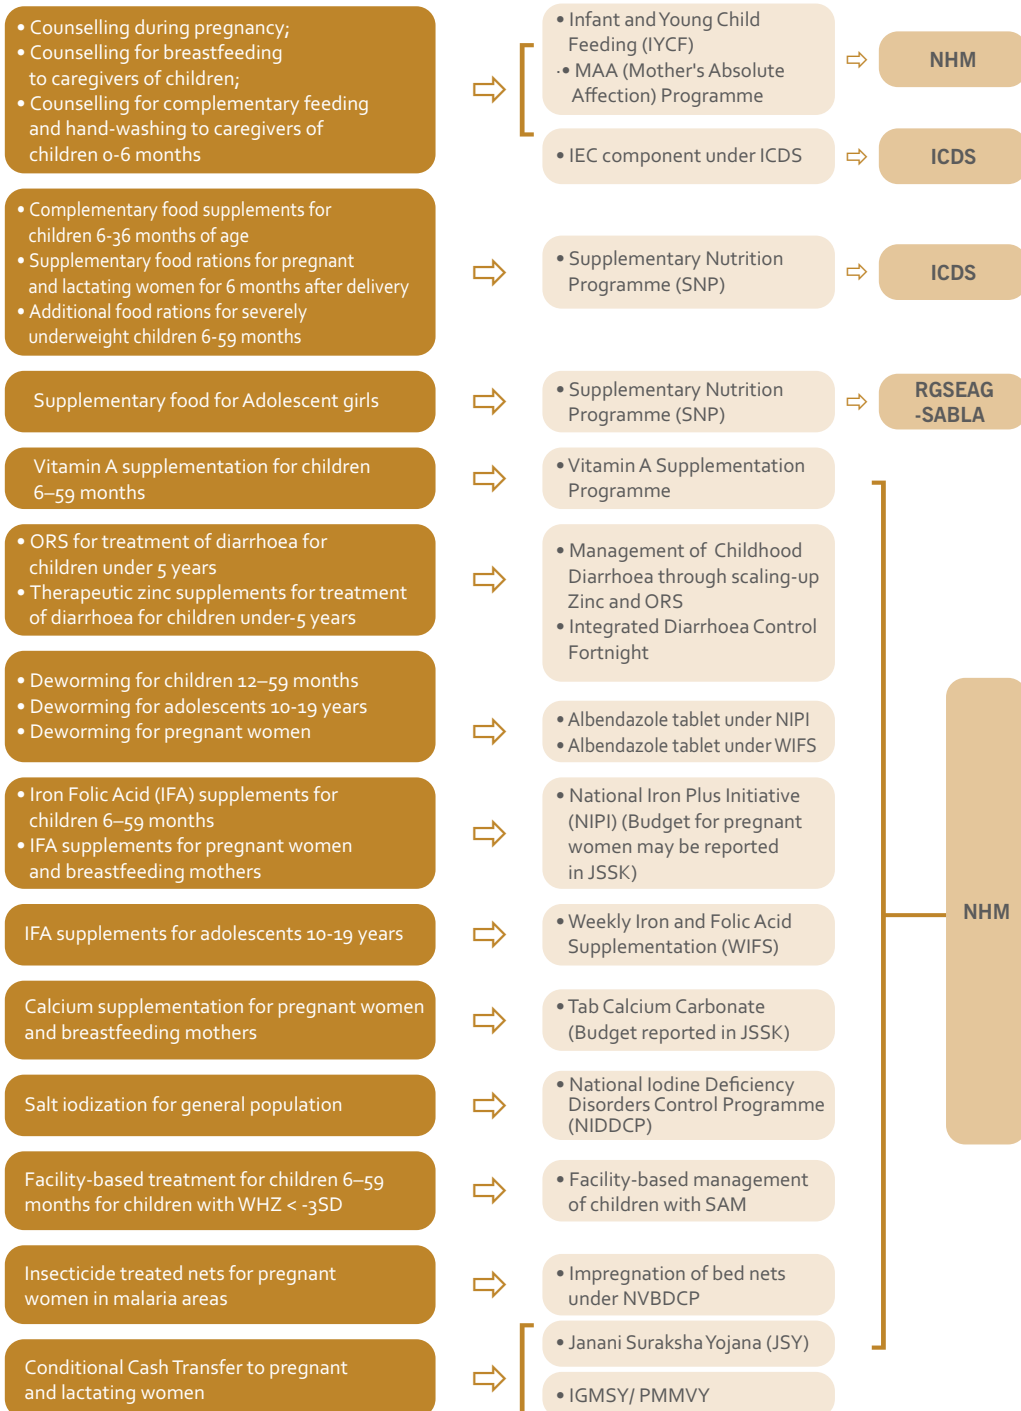 • Counselling during pregnancy;
• Counselling for breastfeeding
to caregivers of children;
• Counselling for complementary feeding
and hand-washing to caregivers of
children 0-6 months
• Infant and Young Child
Feeding (IYCF)
• MAA (Mother's Absolute
Affection) Programme
NHM
• IEC component under ICDS
ICDS
• Complementary food supplements for
children 6-36 months of age
• Supplementary food rations for pregnant
and lactating women for 6 months after delivery
• Additional food rations for severely
underweight children 6-59 months
• Supplementary Nutrition
Programme (SNP)
ICDS
Supplementary food for Adolescent girls
• Supplementary Nutrition
Programme (SNP)
RGSEAG
-SABLA
Vitamin A supplementation for children
6–59 months
• Vitamin A Supplementation
Programme
• ORS for treatment of diarrhoea for
children under 5 years
• Therapeutic zinc supplements for treatment
of diarrhoea for children under-5 years
• Management of Childhood
Diarrhoea through scaling-up
Zinc and ORS
• Integrated Diarrhoea Control
Fortnight
• Deworming for children 12–59 months
• Deworming for adolescents 10-19 years
• Deworming for pregnant women
• Albendazole tablet under NIPI
• Albendazole tablet under WIFS
• Iron Folic Acid (IFA) supplements for
children 6–59 months
• IFA supplements for pregnant women
and breastfeeding mothers
• National Iron Plus Initiative
(NIPI) (Budget for pregnant
women may be reported
in JSSK)
IFA supplements for adolescents 10-19 years
• Weekly Iron and Folic Acid
Supplementation (WIFS)
NHM
Calcium supplementation for pregnant women
and breastfeeding mothers
• Tab Calcium Carbonate
(Budget reported in JSSK)
Salt iodization for general population
• National Iodine Deficiency
Disorders Control Programme
(NIDDCP)
Facility-based treatment for children 6–59
months for children with WHZ < -3SD
• Facility-based management
of children with SAM
Insecticide treated nets for pregnant
women in malaria areas
• Impregnation of bed nets
under NVBDCP
Conditional Cash Transfer to pregnant
and lactating women
• Janani Suraksha Yojana (JSY)
• IGMSY/ PMMVY